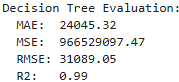 Decision Tree Evaluation:
MAE: 24045.32
MSE: 966529097.47
RMSE: 31089.05
R2: 0.99